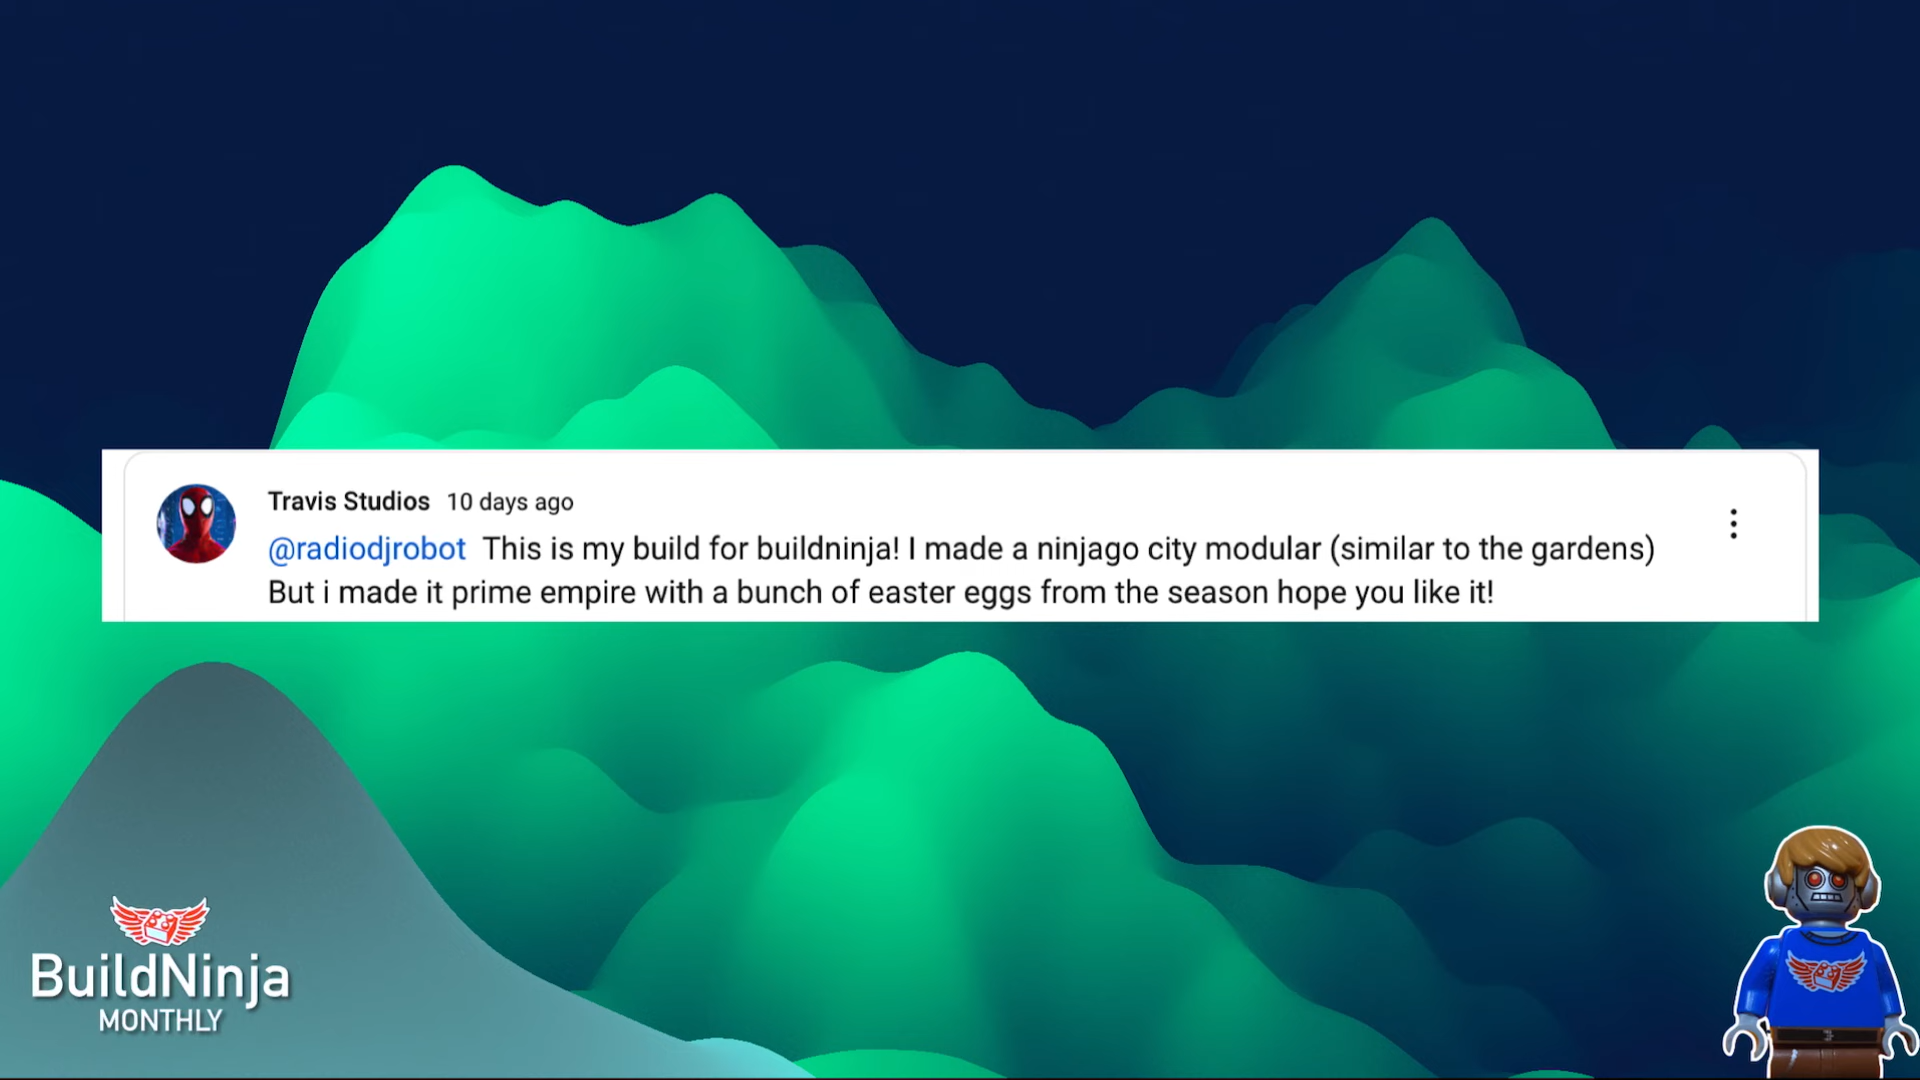 Travis Studios 10 days ago
@radiodjrobot This is my build for buildninja! I made a ninjago city modular (similar to the gardens)
But i made it prime empire with a bunch of easter eggs from the season hope you like it!
BuildNinja
MONTHLY